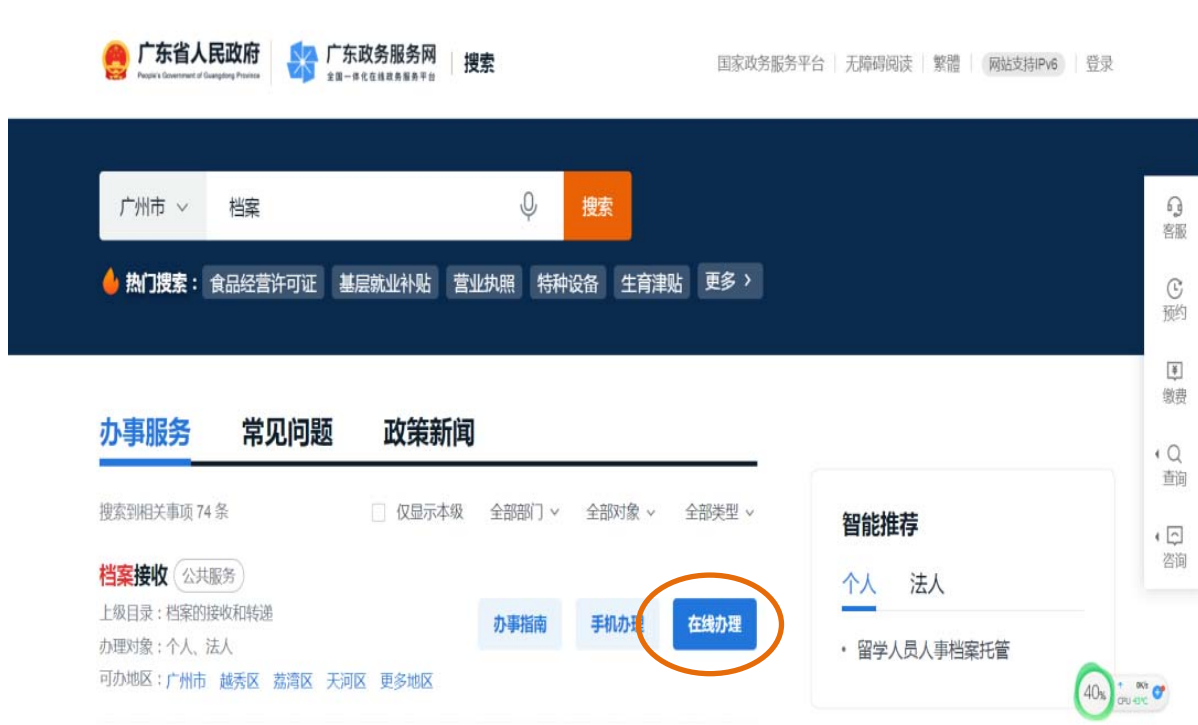 广东省人民政府
People's Government of Guangdong Province
广东政务服务网
全国一体化在线政务服务平台
搜索
国家政务服务平台 无障碍阅读 繁體 网站支持IPv6 登录
广州市 档案 搜索
热门搜索： 食品经营许可证 基层就业补贴 营业执照 特种设备 生育津贴 更多
客服
预约
缴费
查询
咨询
办事服务 常见问题 政策新闻
搜索到相关事项 74 条 仅显示本级 全部部门 全部对象 全部类型
档案接收 公共服务
上级目录：档案的接收和转递
办理对象：个人、法人
可办地区：广州市 越秀区 荔湾区 天河区 更多地区
办事指南 手机办理 在线办理
智能推荐
个人 法人
• 留学人员人事档案托管
40%
CPU 43°C